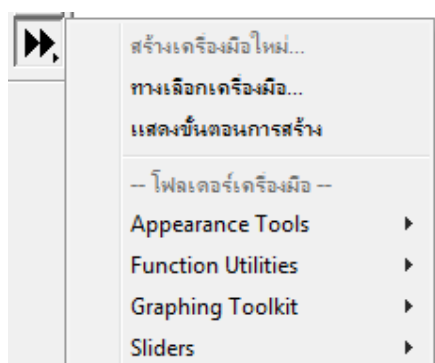 สร้างเครื่องมือใหม่...
ทางเลือกเครื่องมือ...
แสดงขั้นตอนการสร้าง
-- โฟลเดอร์เครื่องมือ --
Appearance Tools
Function Utilities
Graphing Toolkit
Sliders